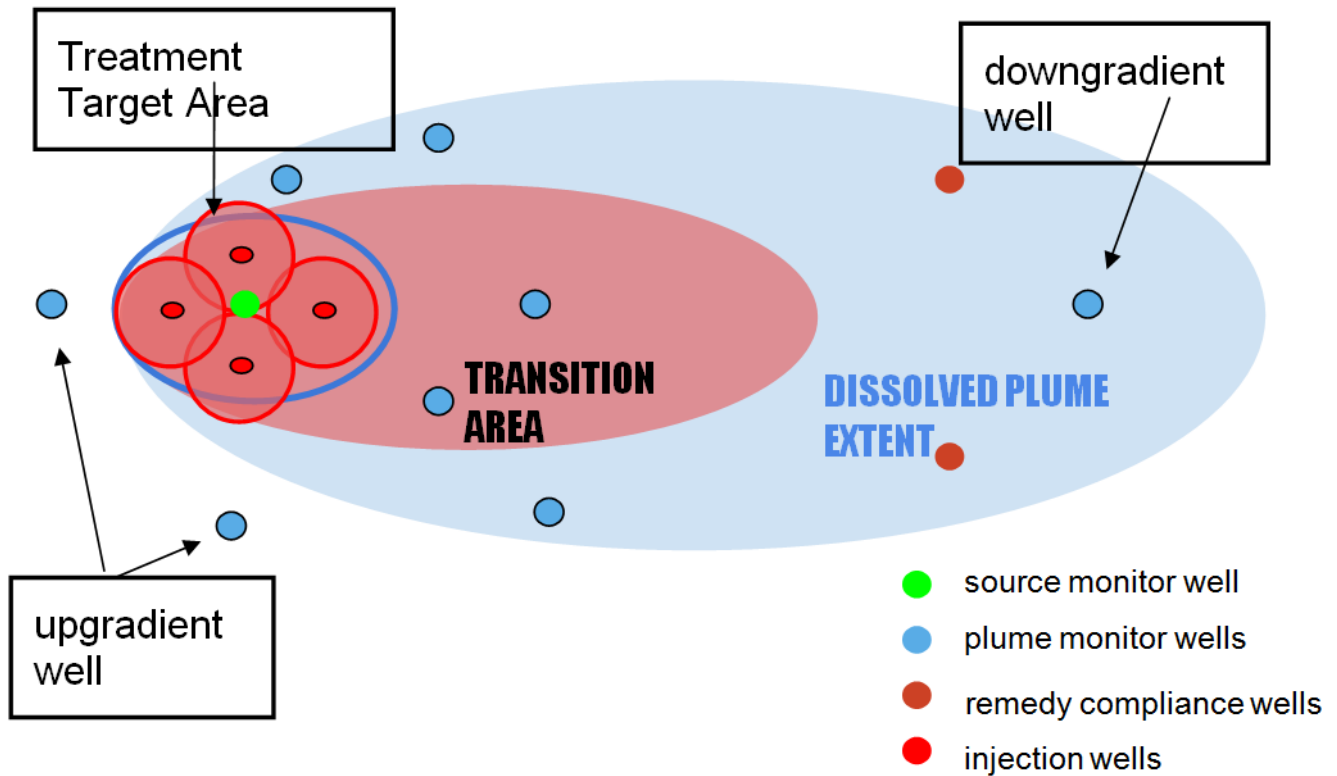 Treatment
Target Area
downgradient
well
TRANSITION
AREA
DISSOLVED PLUME
EXTENT
upgradient
well
source monitor well
plume monitor wells
remedy compliance wells
injection wells